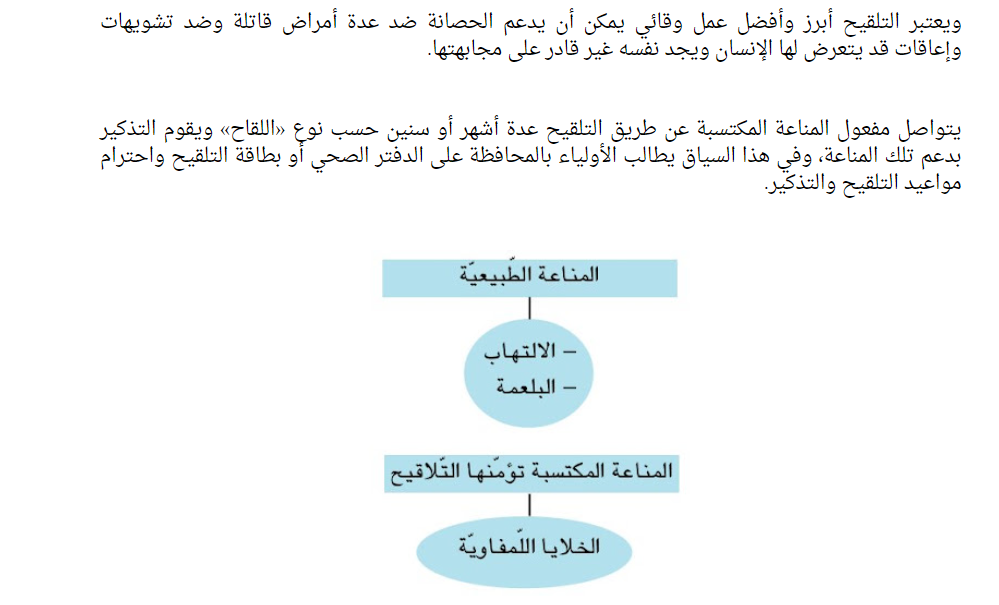 ويعتبر التلقيح أبرز وأفضل عمل وقائي يمكن أن يدعم الحصانة ضد عدة أمراض قاتلة وضد تشويهات
وإعاقات قد يتعرض لها الإنسان ويجد نفسه غير قادر على مجابهتها.
يتواصل مفعول المناعة المكتسبة عن طريق التلقيح عدة أشهر أو سنين حسب نوع «اللقاح» ويقوم التذكير
بدعم تلك المناعة، وفي هذا السياق يطالب الأولياء بالمحافظة على الدفتر الصحي أو بطاقة التلقيح واحترام
مواعيد التلقيح والتذكير.
المناعة الطّبيعيّة
– الالتهاب
– البلعمة
المناعة المكتسبة تؤمّنها التّلاقيح
الخلايا اللّمفاويّة